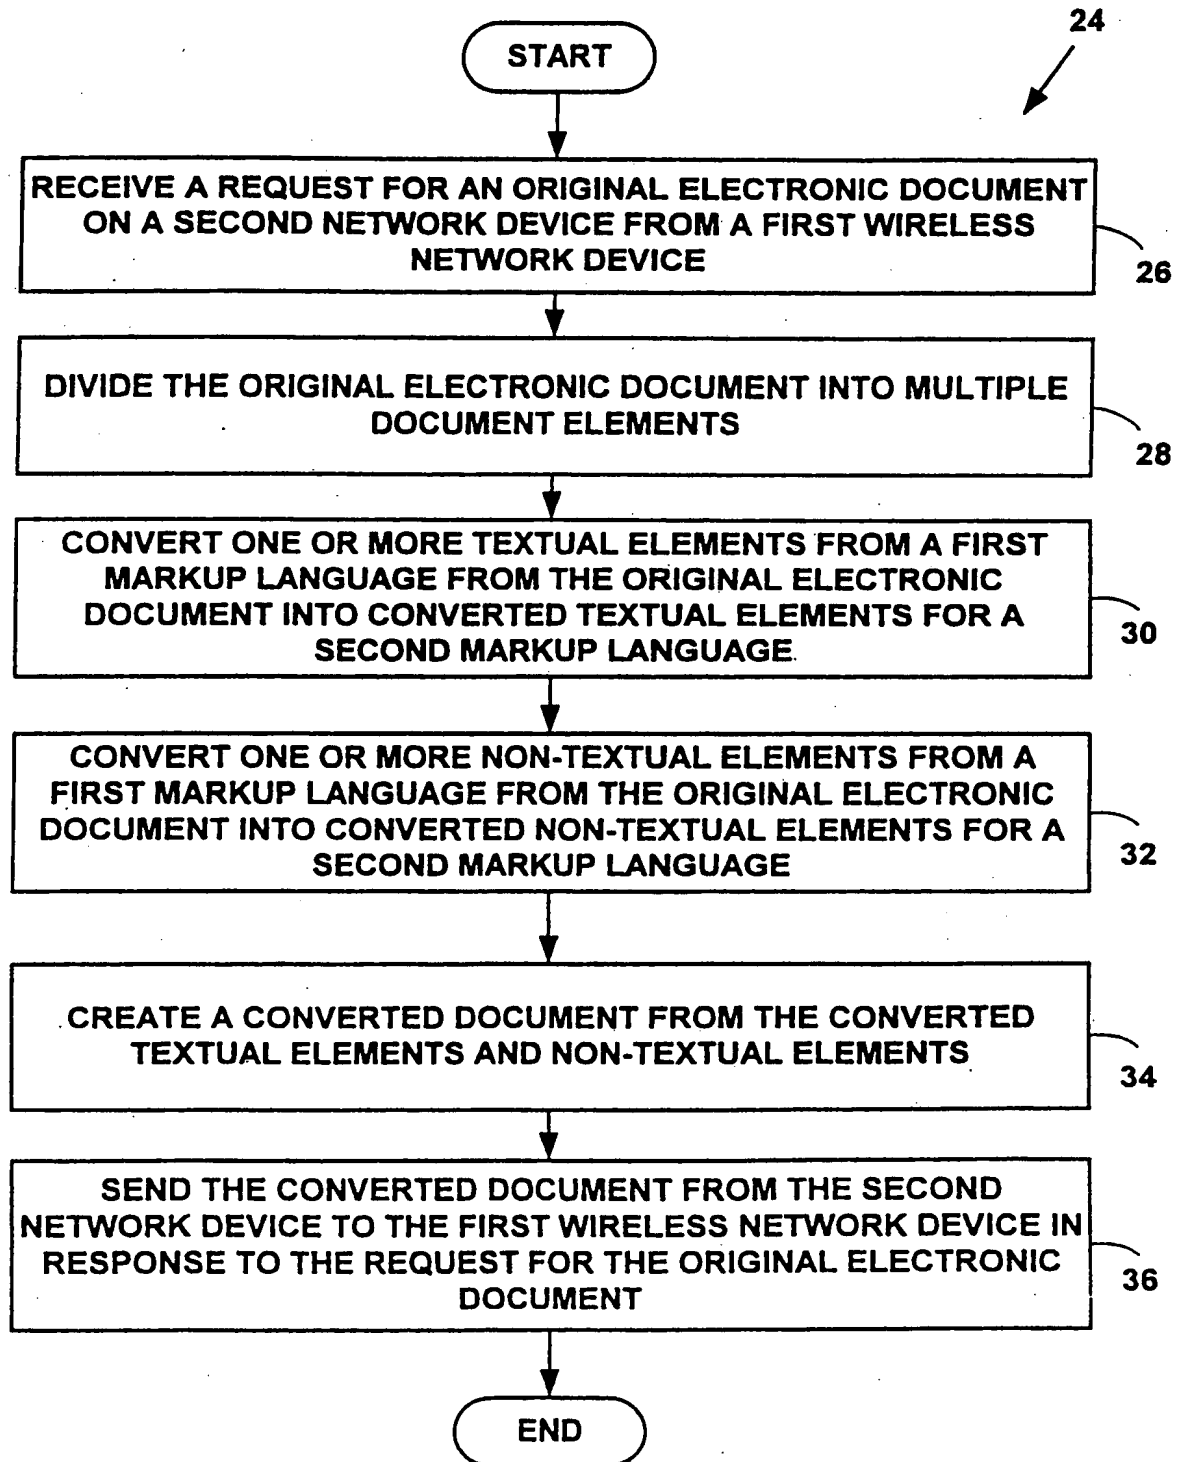 24
START
RECEIVE A REQUEST FOR AN ORIGINAL ELECTRONIC DOCUMENT
ON A SECOND NETWORK DEVICE FROM A FIRST WIRELESS
NETWORK DEVICE
26
DIVIDE THE ORIGINAL ELECTRONIC DOCUMENT INTO MULTIPLE
DOCUMENT ELEMENTS
28
CONVERT ONE OR MORE TEXTUAL ELEMENTS FROM A FIRST
MARKUP LANGUAGE FROM THE ORIGINAL ELECTRONIC
DOCUMENT INTO CONVERTED TEXTUAL ELEMENTS FOR A
SECOND MARKUP LANGUAGE.
30
CONVERT ONE OR MORE NON-TEXTUAL ELEMENTS FROM A
FIRST MARKUP LANGUAGE FROM THE ORIGINAL ELECTRONIC
DOCUMENT INTO CONVERTED NON-TEXTUAL ELEMENTS FOR A
SECOND MARKUP LANGUAGE
32
CREATE A CONVERTED DOCUMENT FROM THE CONVERTED
TEXTUAL ELEMENTS AND NON-TEXTUAL ELEMENTS
34
SEND THE CONVERTED DOCUMENT FROM THE SECOND
NETWORK DEVICE TO THE FIRST WIRELESS NETWORK DEVICE IN
RESPONSE TO THE REQUEST FOR THE ORIGINAL ELECTRONIC
DOCUMENT
36
END